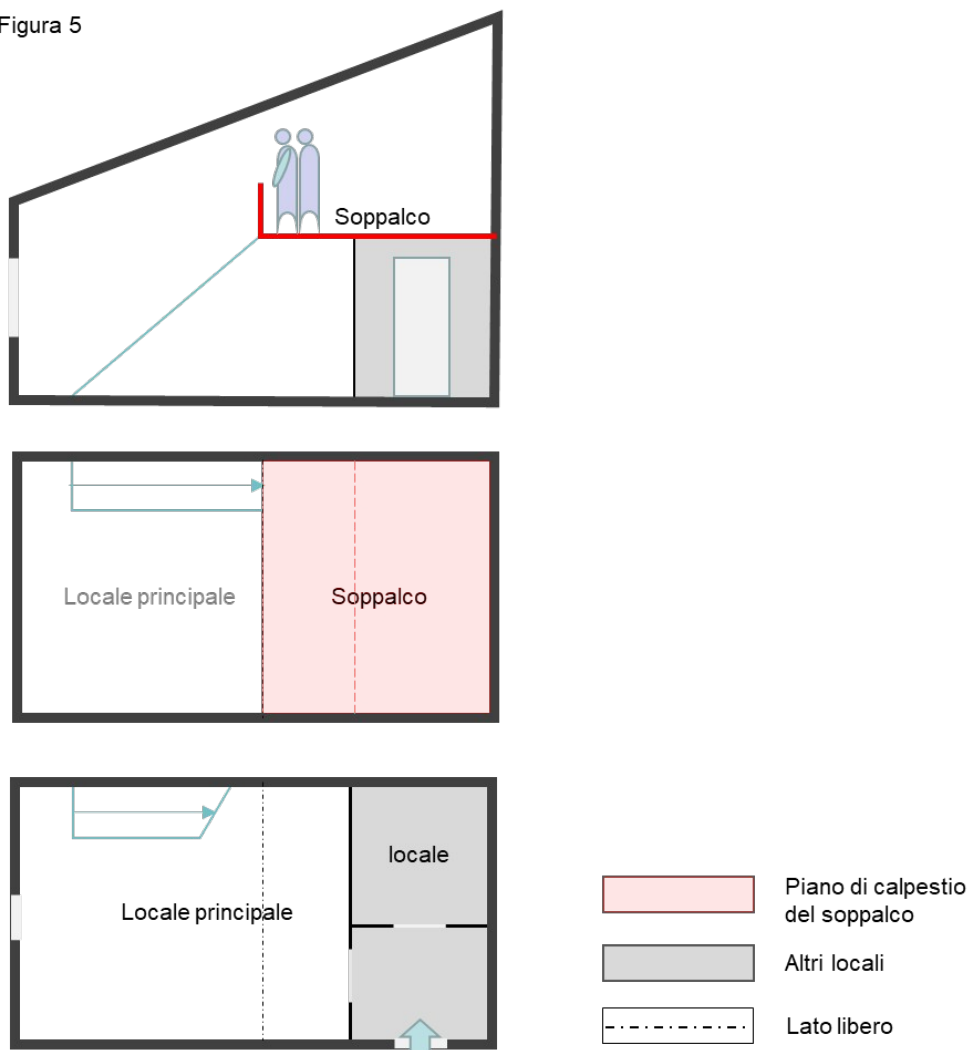 Figura 5
Soppalco
Locale principale
Soppalco
locale
Locale principale
Piano di calpestio
del soppalco
Altri locali
Lato libero